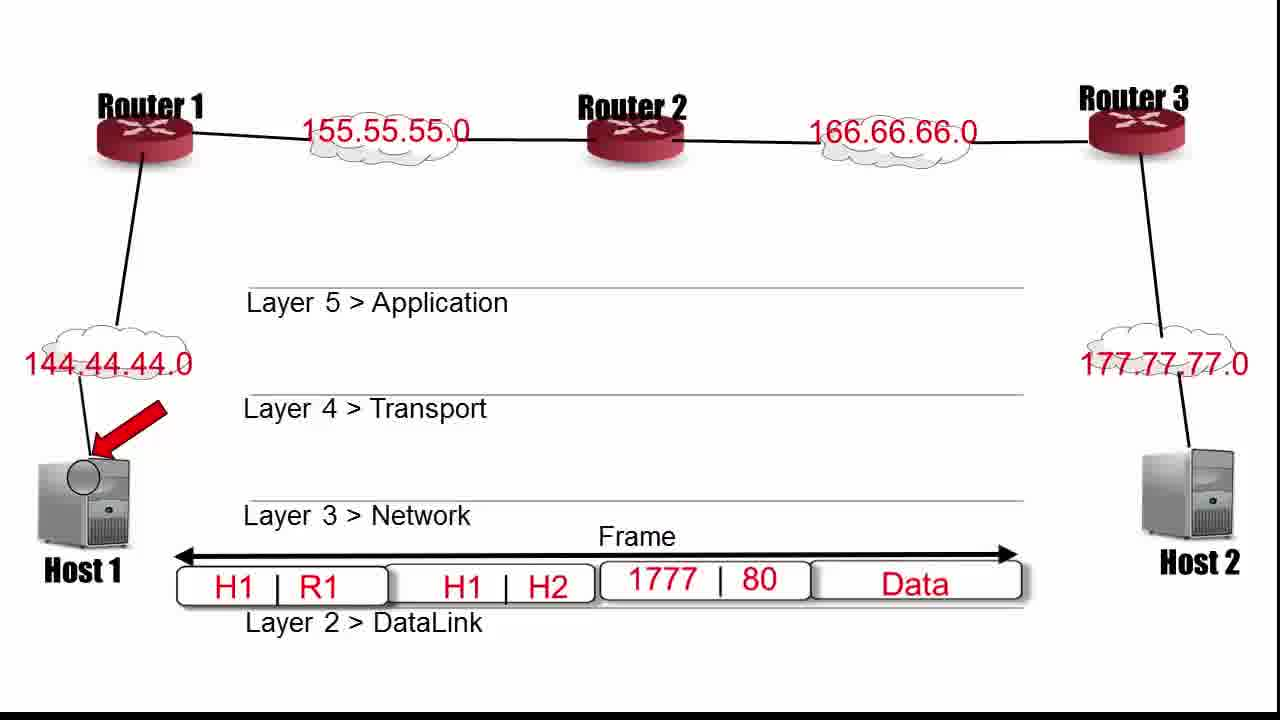 Router 1
Router 2
Router 3
155.55.55.0
166.66.66.0
Layer 5 > Application
144.44.44.0
177.77.77.0
Layer 4 > Transport
Layer 3 > Network
Frame
Host 1
Host 2
H1 | R1
H1 | H2
1777 | 80
Data
Layer 2 > DataLink